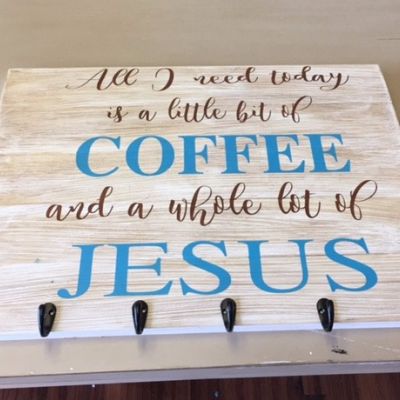 All I need today
is a little bit of
COFFEE
and a whole lot of
JESUS